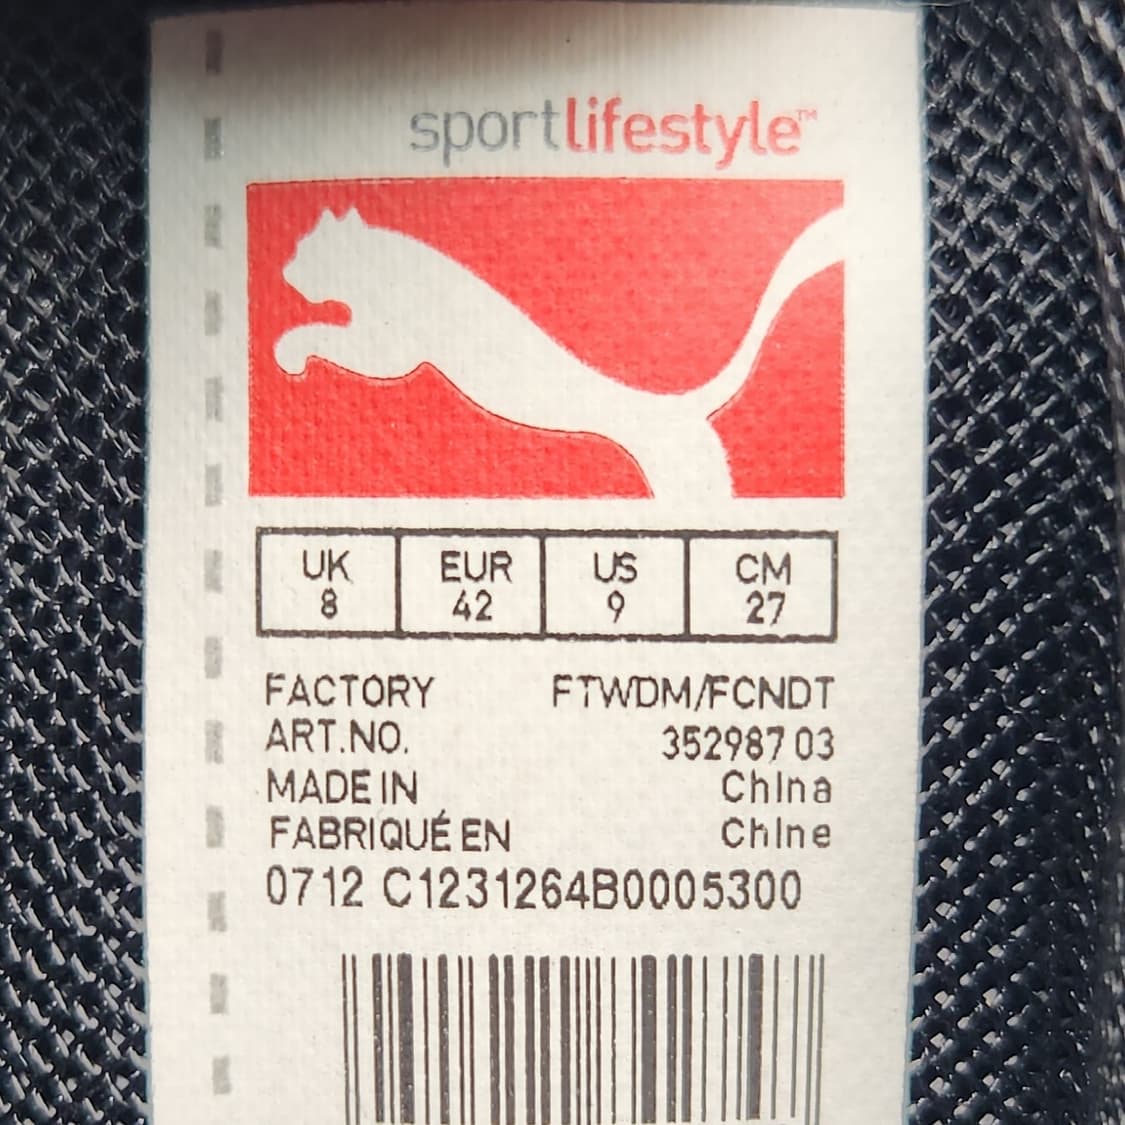 sportlifestyle™
UK EUR US CM
8 42 9 27
FACTORY FTWDM/FCNDT
ART.NO. 352987 03
MADE IN China
FABRIQUÉ EN Chine
0712 C1231264B0005300